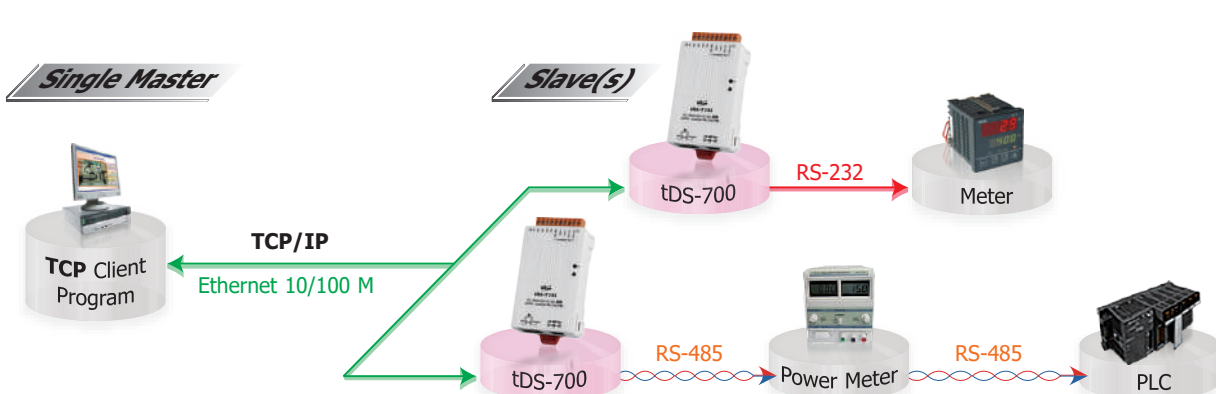 Single Master
Slave(s)
TCP Client
Program
TCP/IP
Ethernet 10/100 M
tDS-700
RS-232
Meter
tDS-700
RS-485
Power Meter
RS-485
PLC